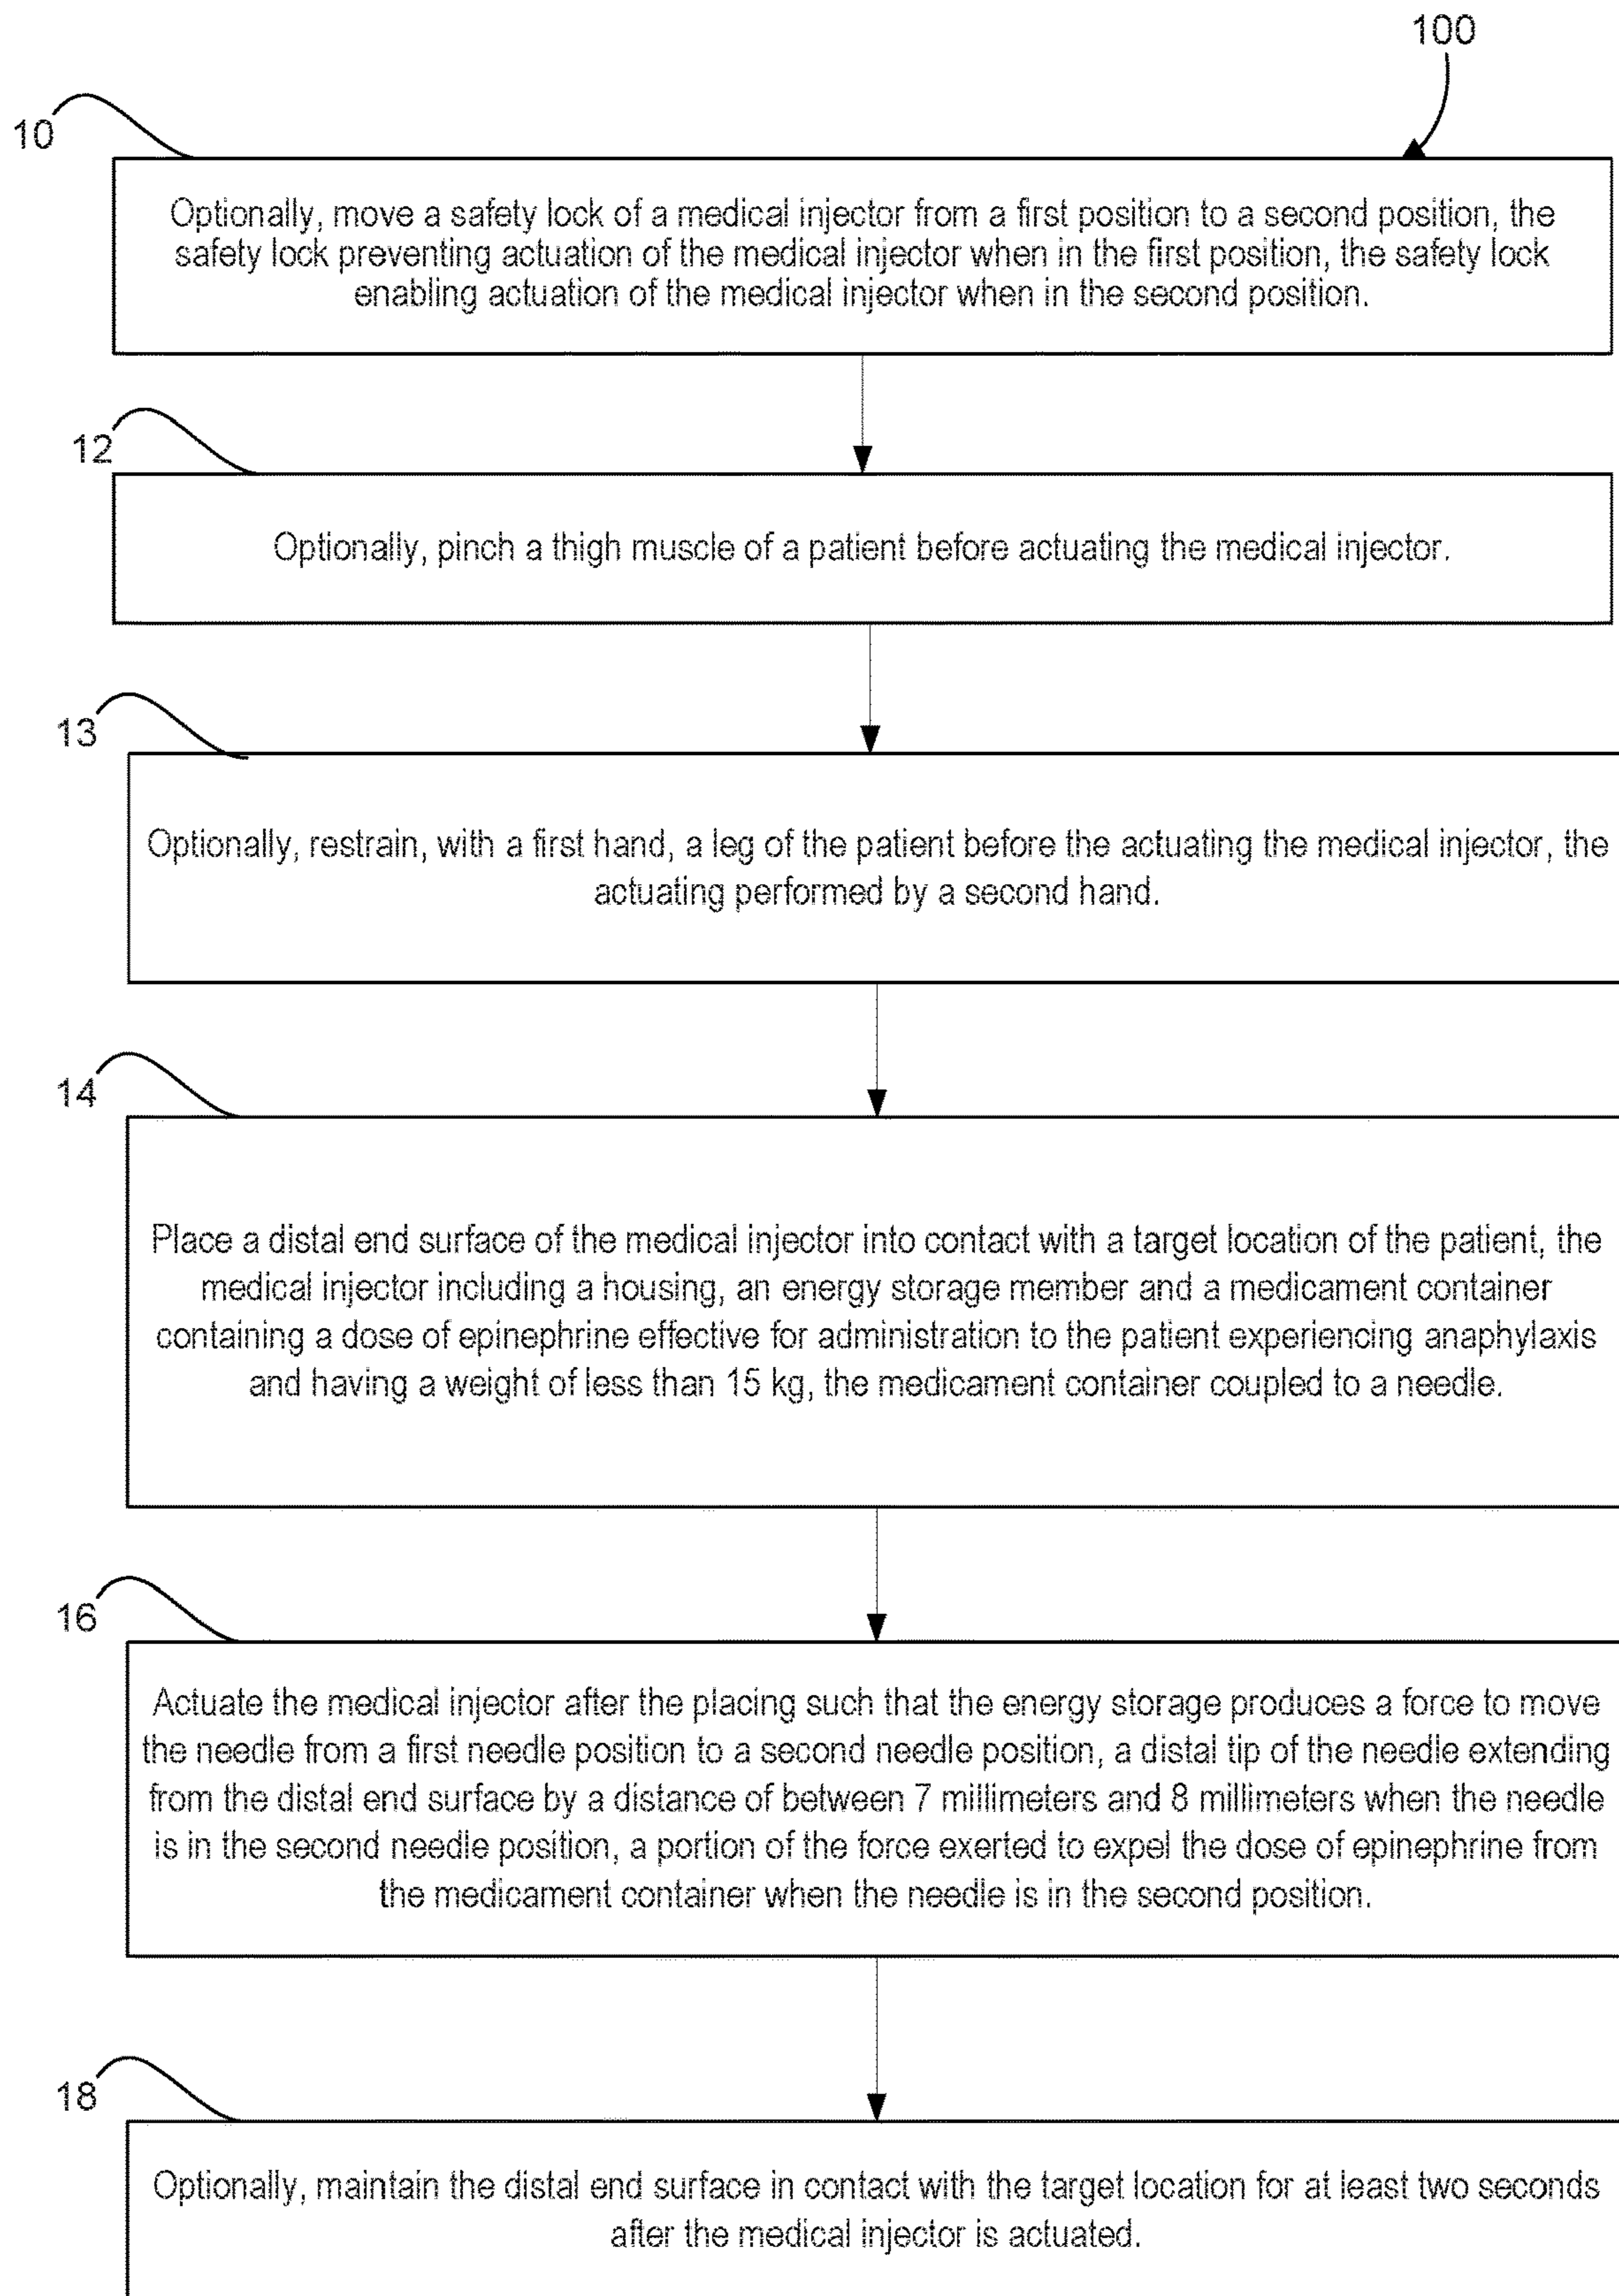 100
10
Optionally, move a safety lock of a medical injector from a first position to a second position, the
safety lock preventing actuation of the medical injector when in the first position, the safety lock
enabling actuation of the medical injector when in the second position.
12
Optionally, pinch a thigh muscle of a patient before actuating the medical injector.
13
Optionally, restrain, with a first hand, a leg of the patient before the actuating the medical injector, the
actuating performed by a second hand.
14
Place a distal end surface of the medical injector into contact with a target location of the patient, the
medical injector including a housing, an energy storage member and a medicament container
containing a dose of epinephrine effective for administration to the patient experiencing anaphylaxis
and having a weight of less than 15 kg, the medicament container coupled to a needle.
16
Actuate the medical injector after the placing such that the energy storage produces a force to move
the needle from a first needle position to a second needle position, a distal tip of the needle extending
from the distal end surface by a distance of between 7 millimeters and 8 millimeters when the needle
is in the second needle position, a portion of the force exerted to expel the dose of epinephrine from
the medicament container when the needle is in the second position.
18
Optionally, maintain the distal end surface in contact with the target location for at least two seconds
after the medical injector is actuated.